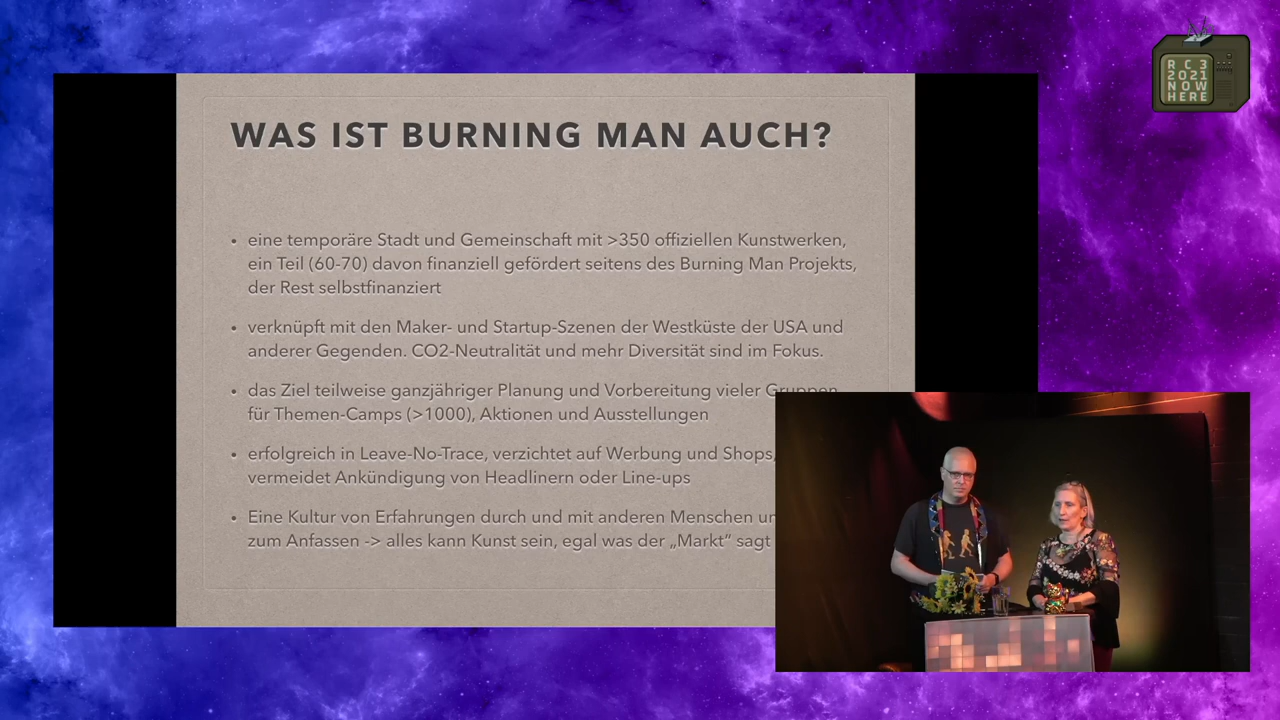 WAS IST BURNING MAN AUCH?
• eine temporäre Stadt und Gemeinschaft mit >350 offiziellen Kunstwerken,
ein Teil (60-70) davon finanziell gefördert seitens des Burning Man Projekts,
der Rest selbstfinanziert
• verknüpft mit den Maker- und Startup-Szenen der Westküste der USA und
anderer Gegenden. CO2-Neutralität und mehr Diversität sind im Fokus.
• das Ziel teilweise ganzjähriger Planung und Vorbereitung vieler Gruppen
für Themen-Camps (>1000), Aktionen und Ausstellungen
• erfolgreich in Leave-No-Trace, verzichtet auf Werbung und Shops,
vermeidet Ankündigung von Headlinern oder Line-ups
• Eine Kultur von Erfahrungen durch und mit anderen Menschen
zum Anfassen -> alles kann Kunst sein, egal was der „Markt“ sagt
RC3
2021
NOW
HERE